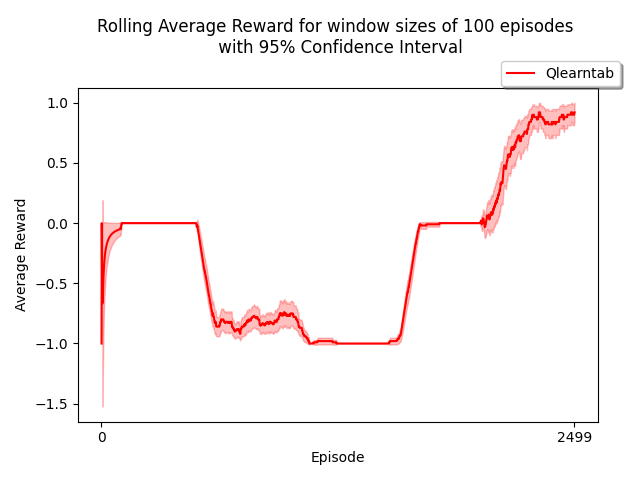 Rolling Average Reward for window sizes of 100 episodes
with 95% Confidence Interval
Qlearntab
1.0
0.5
0.0
−0.5
−1.0
−1.5
Average Reward
0 2499
Episode